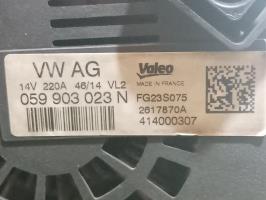 VW AG
14V 220A 46/14 VL2
059 903 023 N
Valeo
MADE IN FRANCE
FG23S075
2617870A
414000307